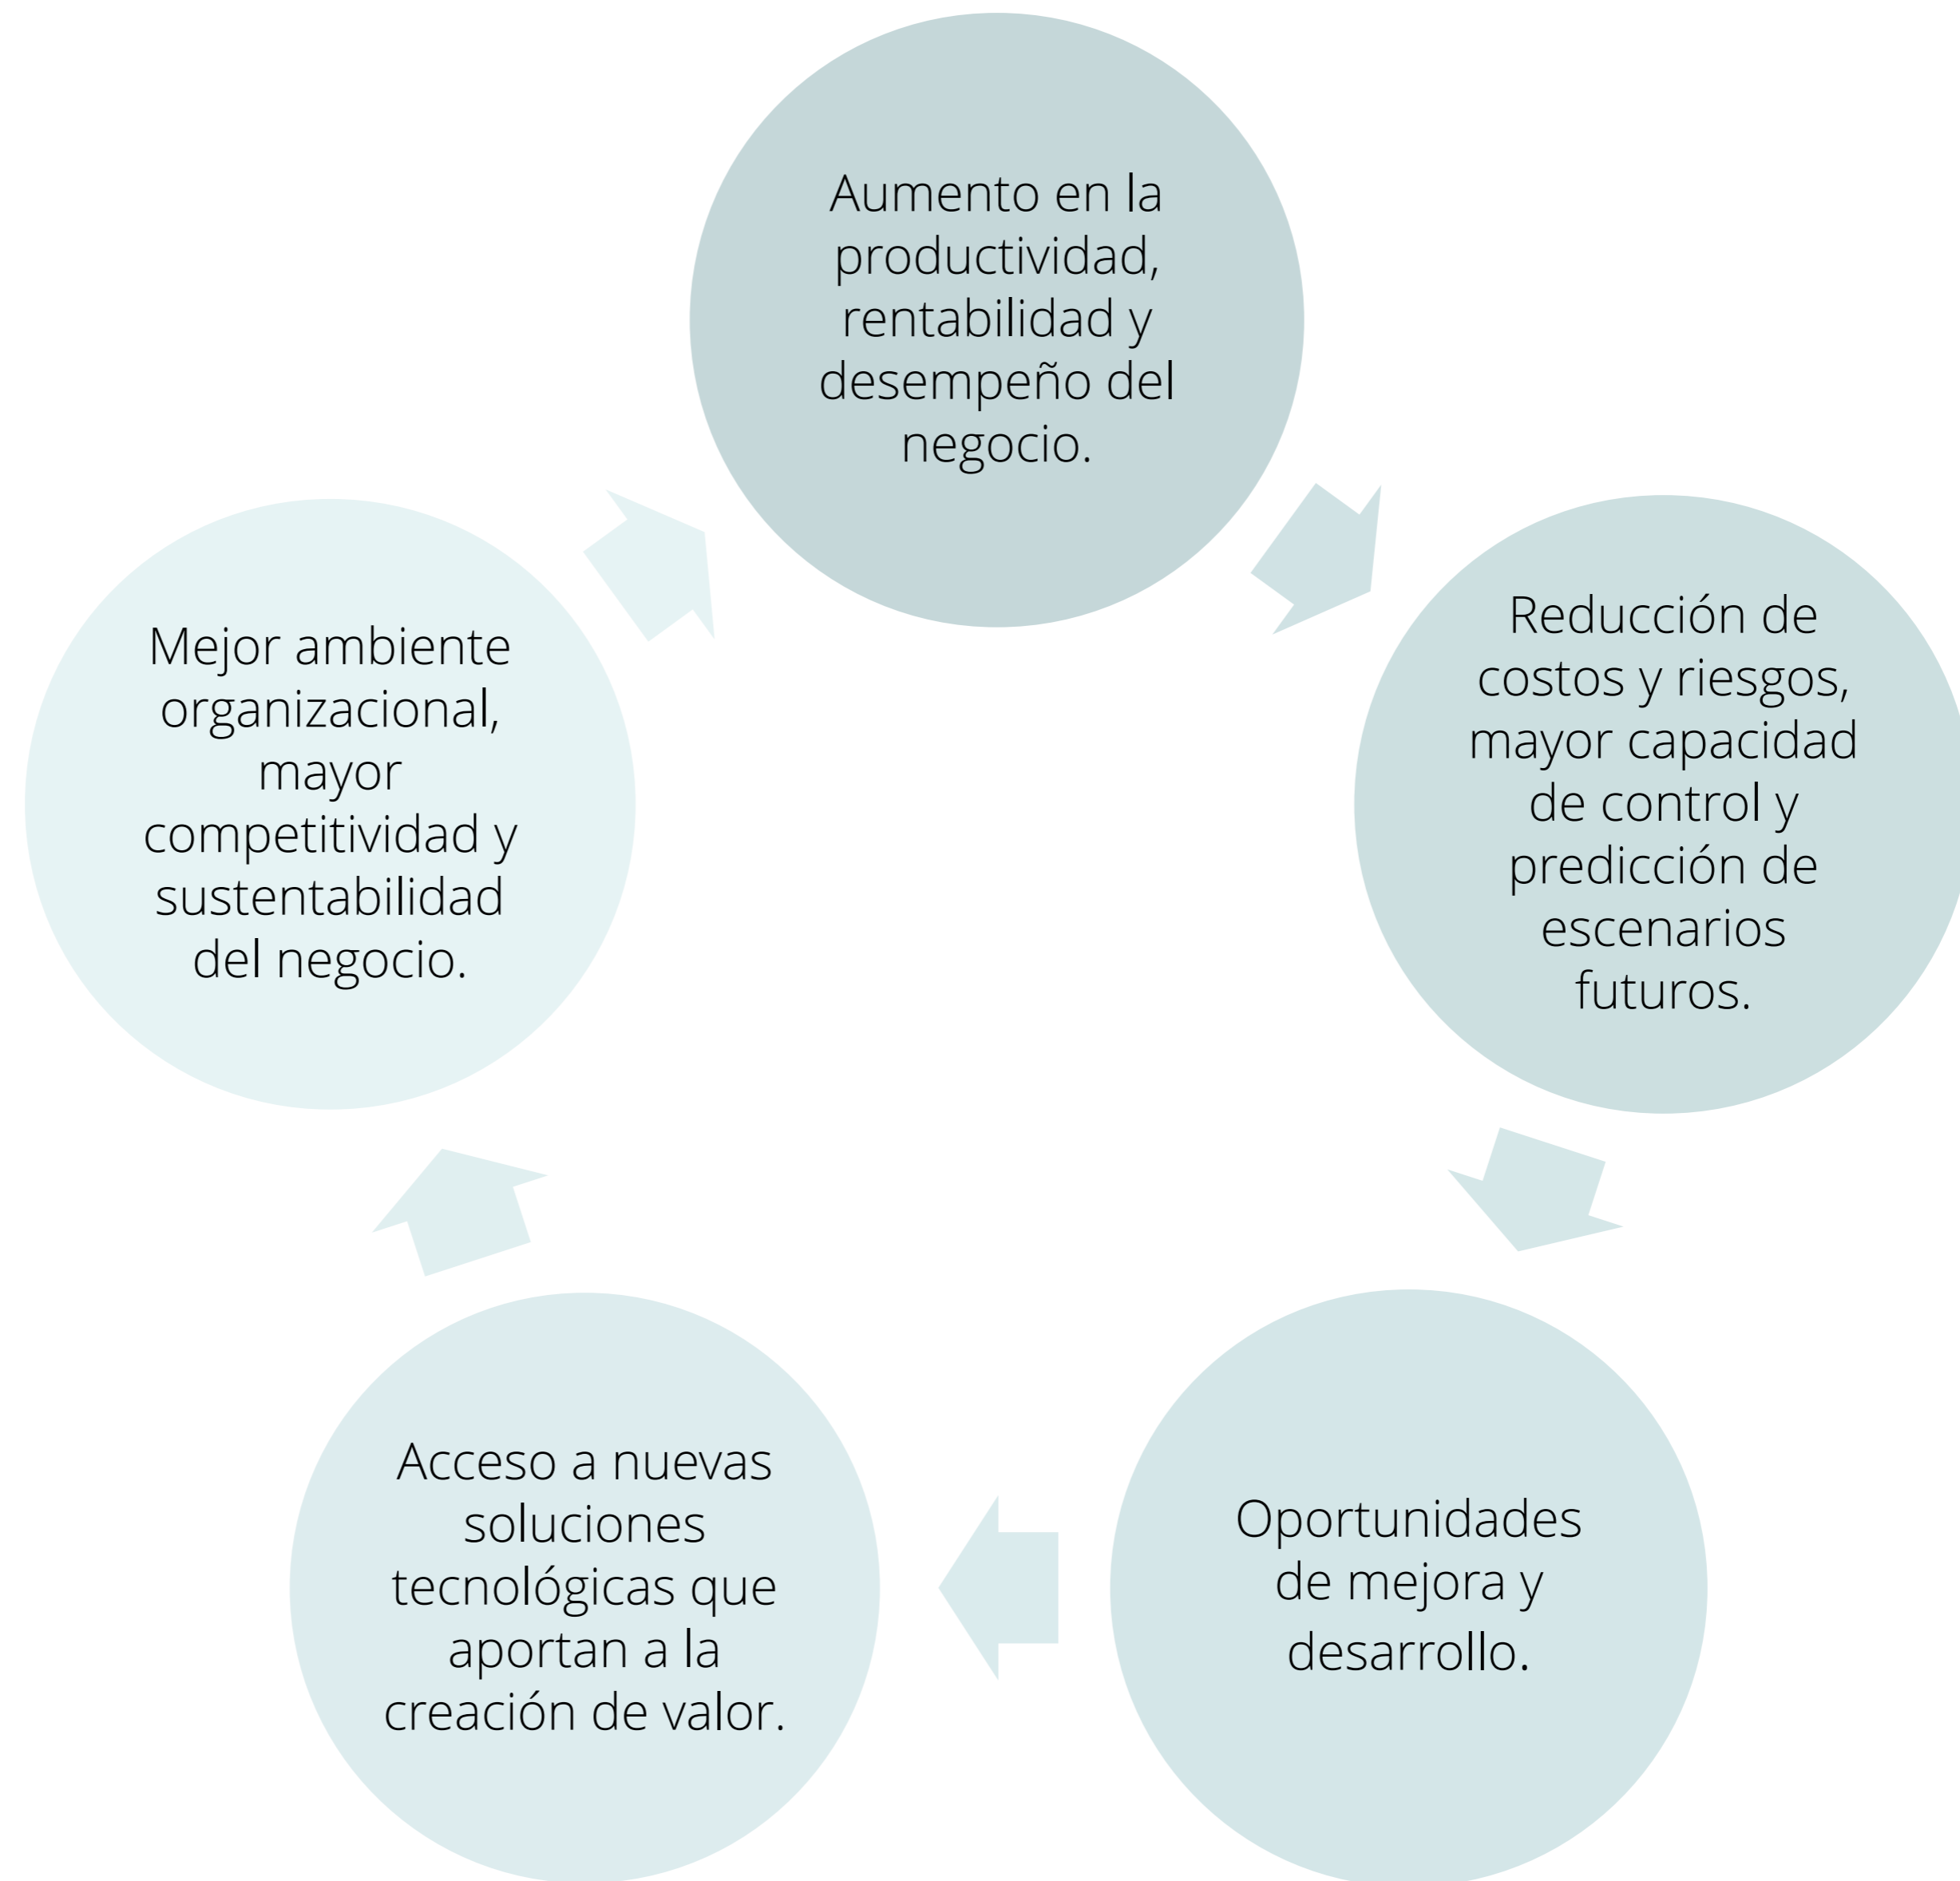 Aumento en la
productividad,
rentabilidad y
desempeño del
negocio.
Reducción de
costos y riesgos,
mayor capacidad
de control y
predicción de
escenarios
futuros.
Oportunidades
de mejora y
desarrollo.
Acceso a nuevas
soluciones
tecnológicas que
aportan a la
creación de valor.
Mejor ambiente
organizacional,
mayor
competitividad y
sustentabilidad
del negocio.